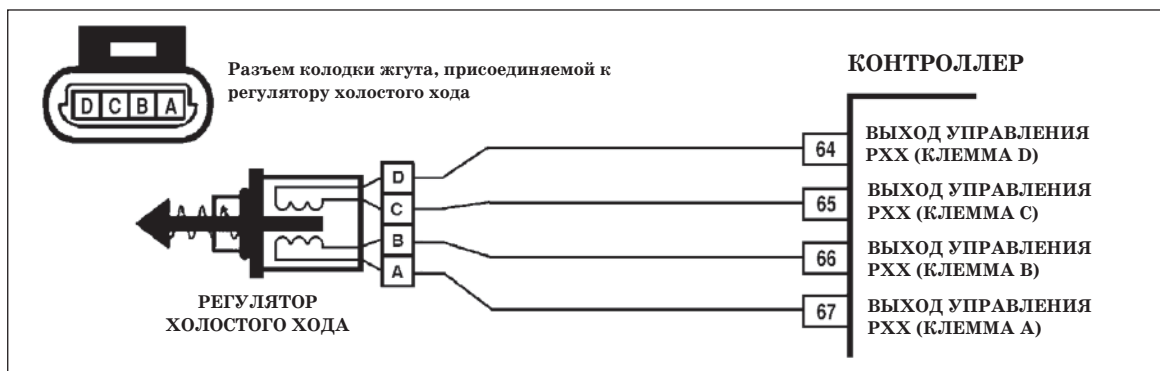 Разъем колодки жгута, присоединяемой к
регулятору холостого хода
D C B A
КОНТРОЛЛЕР
D
C
B
A
64
65
66
67
ВЫХОД УПРАВЛЕНИЯ
РХХ (КЛЕММА D)
ВЫХОД УПРАВЛЕНИЯ
РХХ (КЛЕММА С)
ВЫХОД УПРАВЛЕНИЯ
РХХ (КЛЕММА В)
ВЫХОД УПРАВЛЕНИЯ
РХХ (КЛЕММА А)
РЕГУЛЯТОР
ХОЛОСТОГО ХОДА